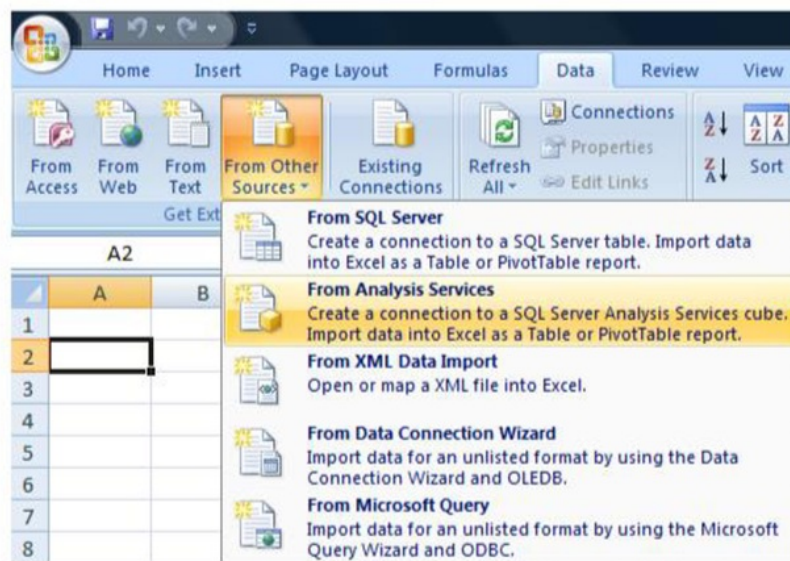 Home Insert Page Layout Formulas Data Review View
From Access
From Web
From Text
From Other Sources
Existing Connections
Refresh All
Connections
Properties
Edit Links
A
Z
Z
A
A Z
Z A
Sort
Get Ext
A2
A B
1
2
3
4
5
6
7
8
From SQL Server
Create a connection to a SQL Server table. Import data
into Excel as a Table or PivotTable report.
From Analysis Services
Create a connection to a SQL Server Analysis Services cube.
Import data into Excel as a Table or PivotTable report.
From XML Data Import
Open or map a XML file into Excel.
From Data Connection Wizard
Import data for an unlisted format by using the Data
Connection Wizard and OLEDB.
From Microsoft Query
Import data for an unlisted format by using the Microsoft
Query Wizard and ODBC.